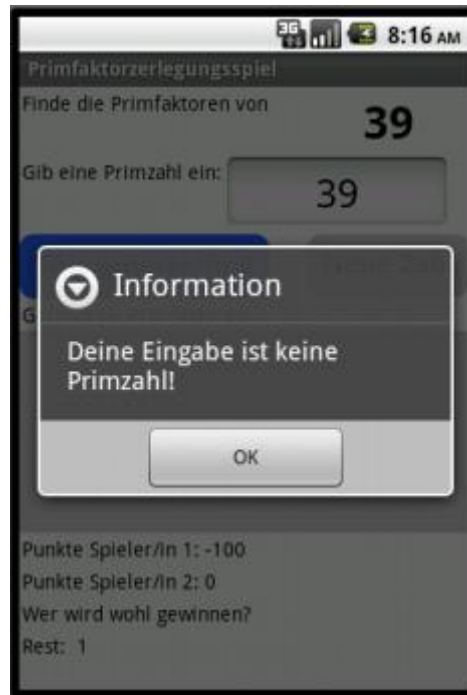 3G 8:16 AM
Primfaktorzerlegungsspiel
Finde die Primfaktoren von
39
Gib eine Primzahl ein:
39
Information
Deine Eingabe ist keine
Primzahl!
OK
Punkte Spieler/in 1: -100
Punkte Spieler/in 2: 0
Wer wird wohl gewinnen?
Rest: 1